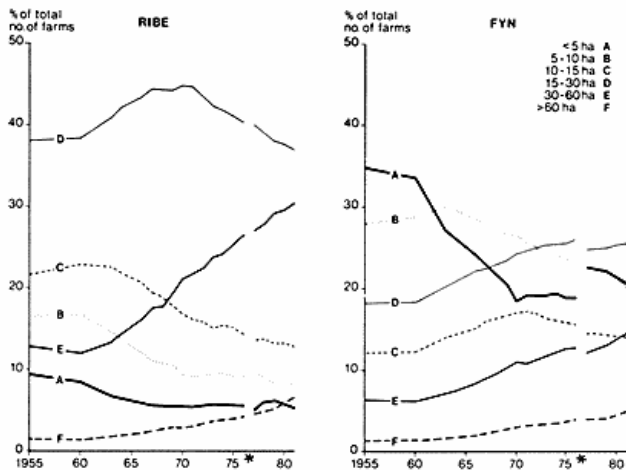 % of total
no. of farms
RIBE
50
40
30
20
10
0
D
C
B
E
A
F
1955
60
65
70
75
*
80
% of total
no. of farms
FYN
<5 ha A
5-10 ha B
10-15 ha C
15-30 ha D
30-60 ha E
>60 ha F
50
40
30
20
10
0
A
B
D
C
E
F
1955
60
65
70
75
*
80